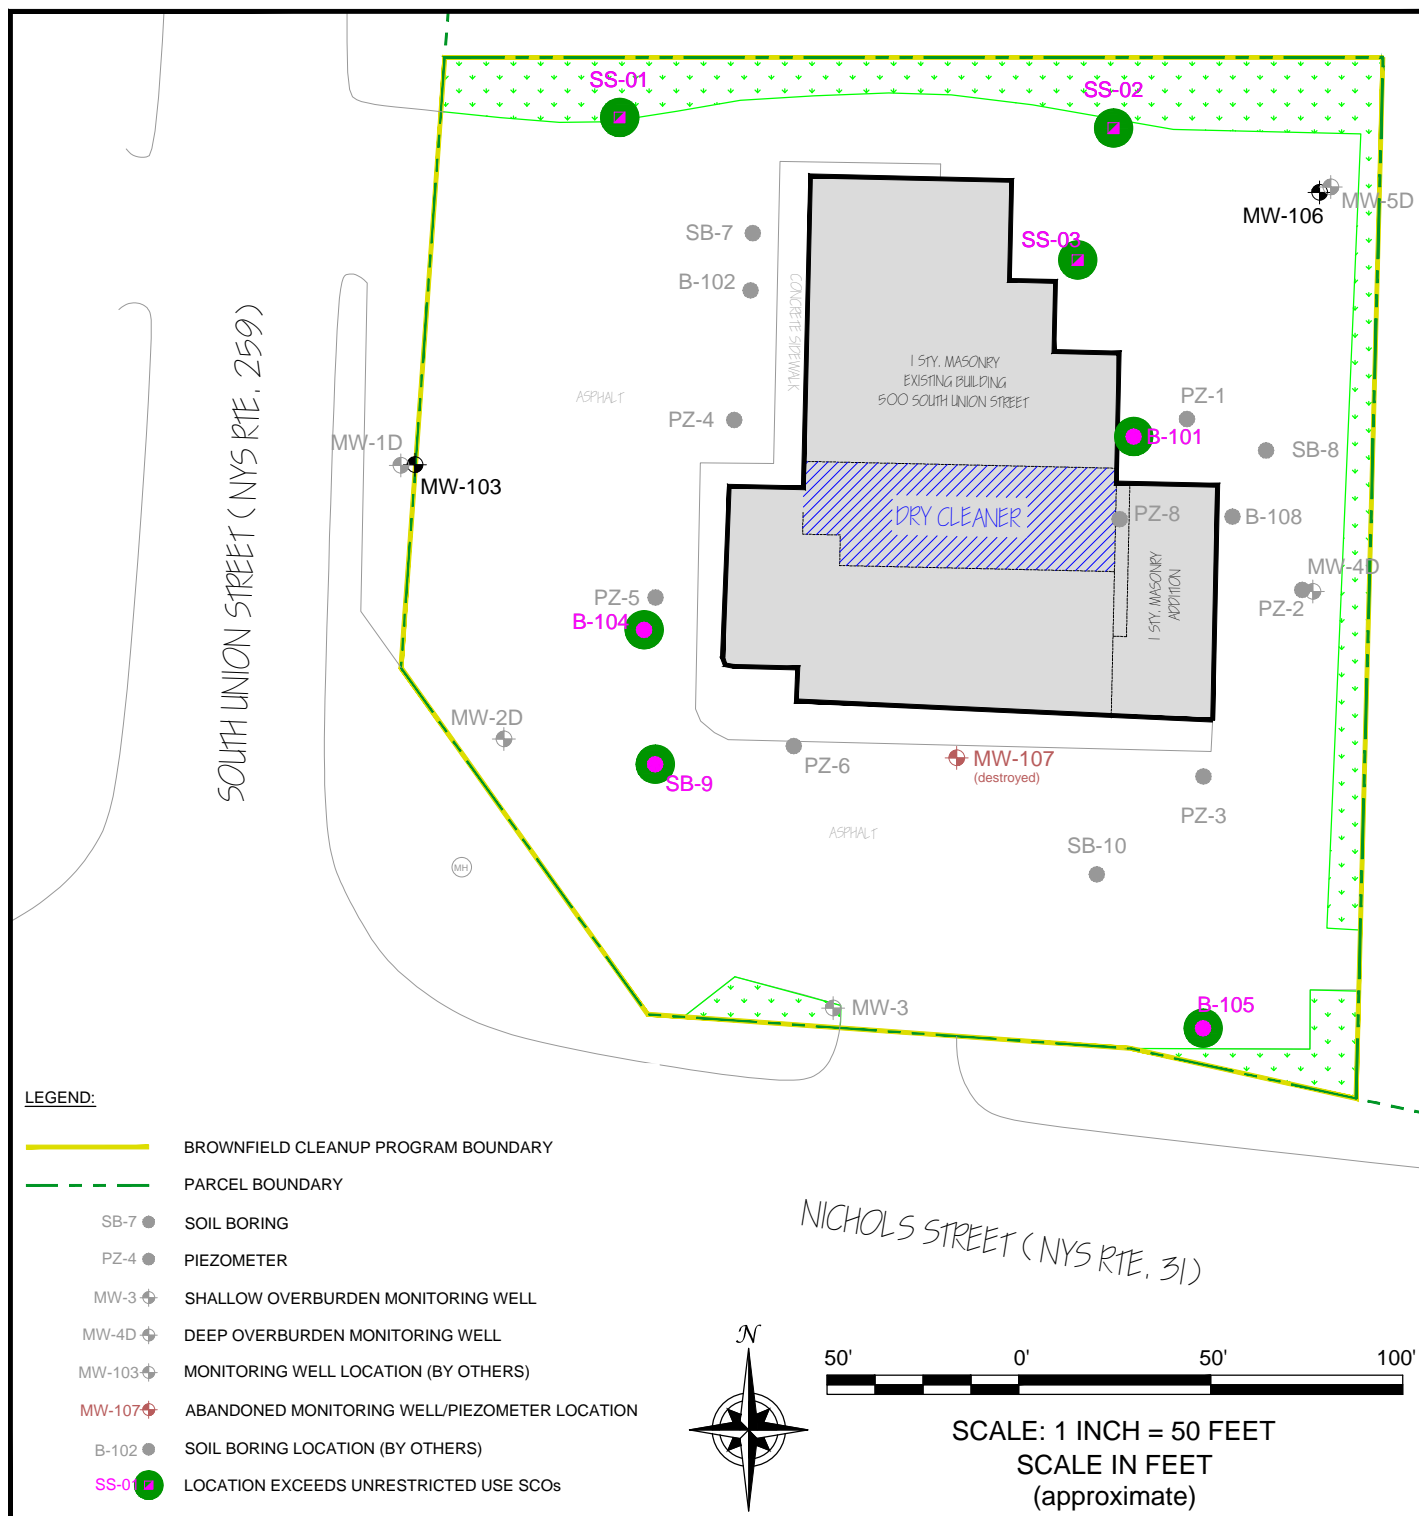 SS-01
SS-02
MW-5D
MW-106
SB-7
SS-03
B-102
CONCRETE SIDEWALK
1 STY. MASONRY
EXISTING BUILDING
500 SOUTH UNION STREET
ASPHALT
PZ-4
PZ-1
B-101
SB-8
MW-1D
MW-103
SOUTH UNION STREET (NYS RTE. 259)
DRY CLEANER
PZ-8
B-108
MW-4D
PZ-2
1 STY. MASONRY
ADDITION
PZ-5
B-104
MW-2D
PZ-6
MW-107
(destroyed)
SB-9
PZ-3
ASPHALT
SB-10
MH
MW-3
B-105
LEGEND:
BROWNFIELD CLEANUP PROGRAM BOUNDARY
PARCEL BOUNDARY
SB-7 SOIL BORING
PZ-4 PIEZOMETER
MW-3 SHALLOW OVERBURDEN MONITORING WELL
MW-4D DEEP OVERBURDEN MONITORING WELL
MW-103 MONITORING WELL LOCATION (BY OTHERS)
MW-107 ABANDONED MONITORING WELL/PIEZOMETER LOCATION
B-102 SOIL BORING LOCATION (BY OTHERS)
SS-01 LOCATION EXCEEDS UNRESTRICTED USE SCOs
NICHOLS STREET (NYS RTE. 31)
N
50' 0' 50' 100'
SCALE: 1 INCH = 50 FEET
SCALE IN FEET
(approximate)